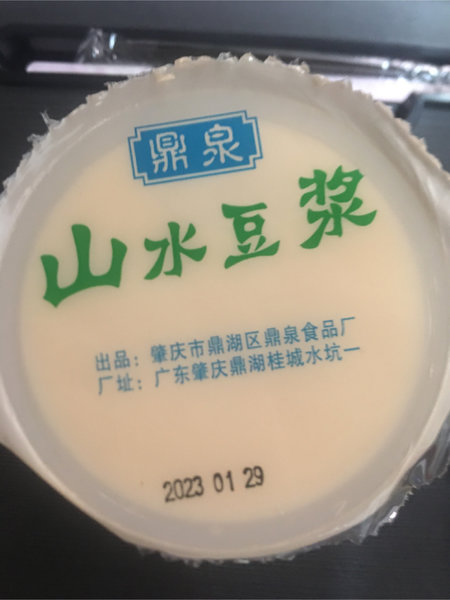 鼎泉
山水豆浆
出品：肇庆市鼎湖区鼎泉食品厂
厂址：广东肇庆鼎湖桂城水坑一
2023 01 29